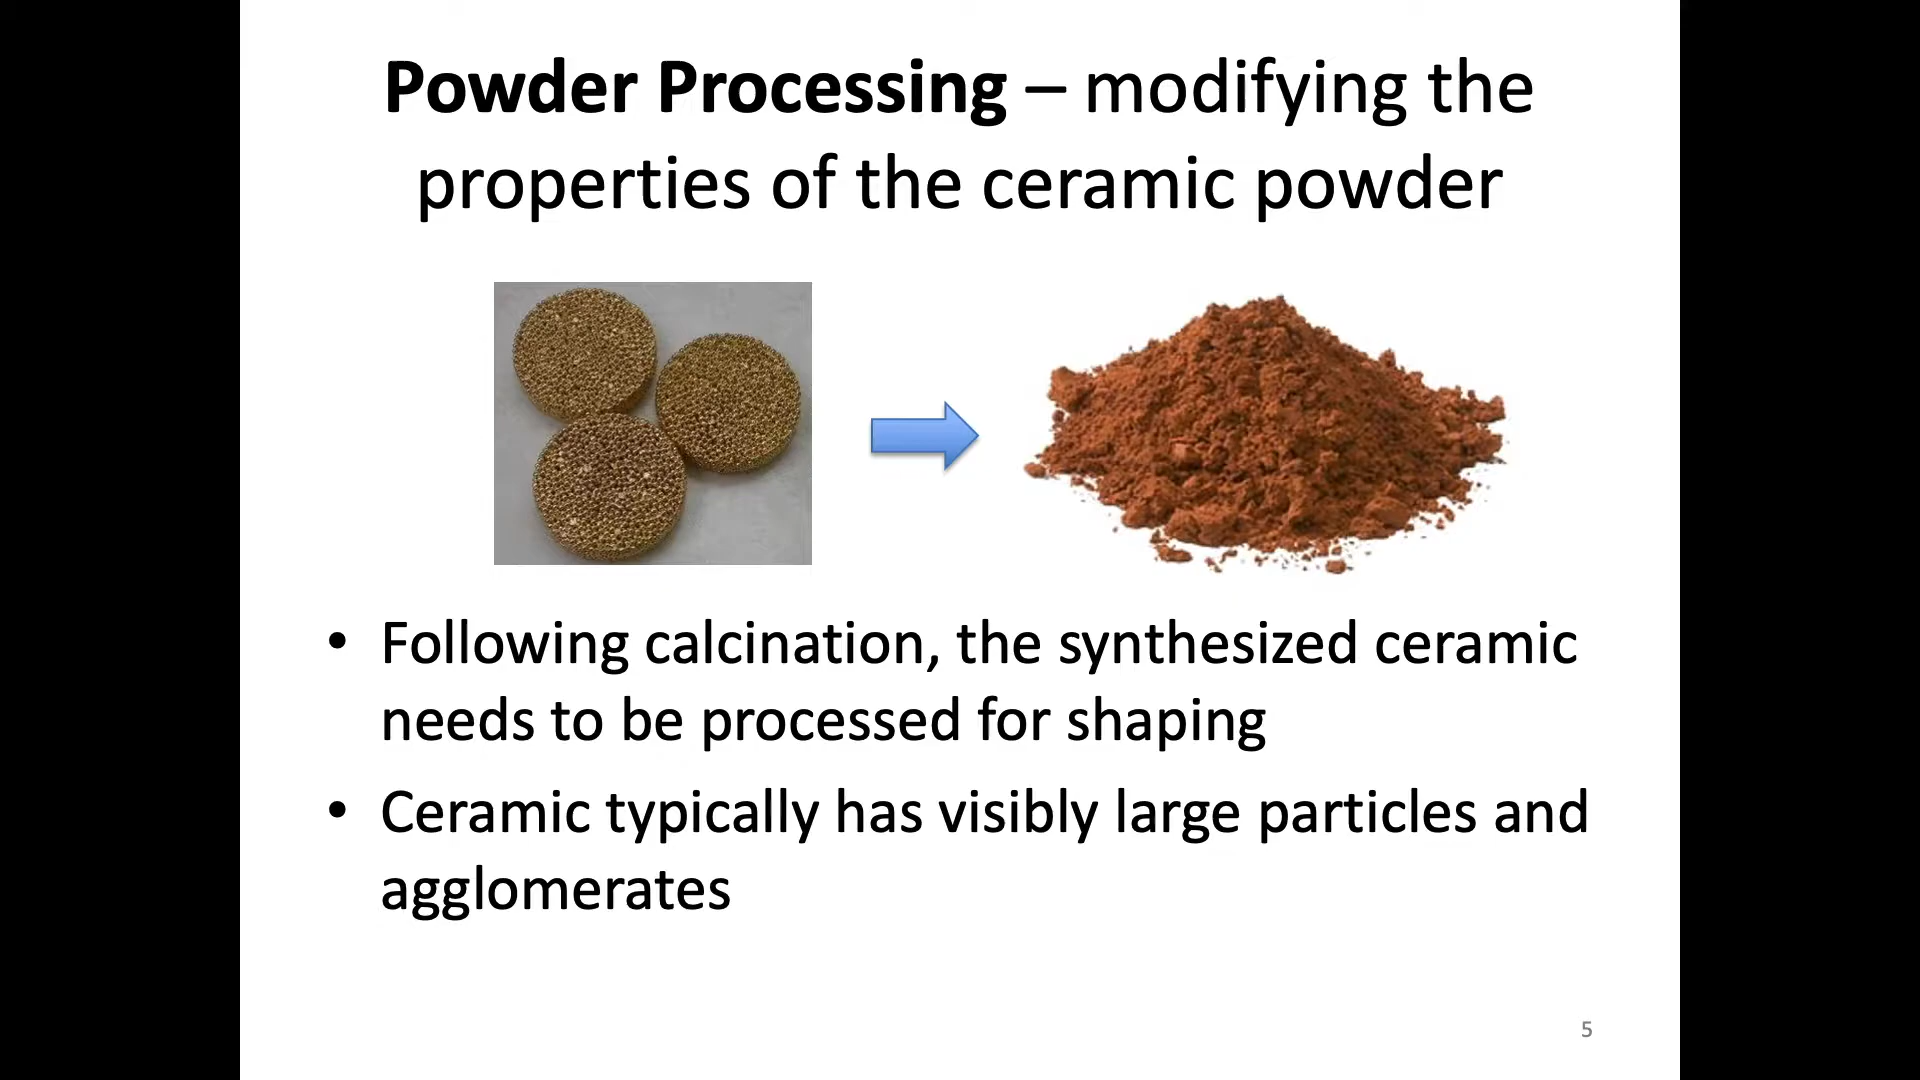 Powder Processing – modifying the
properties of the ceramic powder
• Following calcination, the synthesized ceramic
needs to be processed for shaping
• Ceramic typically has visibly large particles and
agglomerates
5